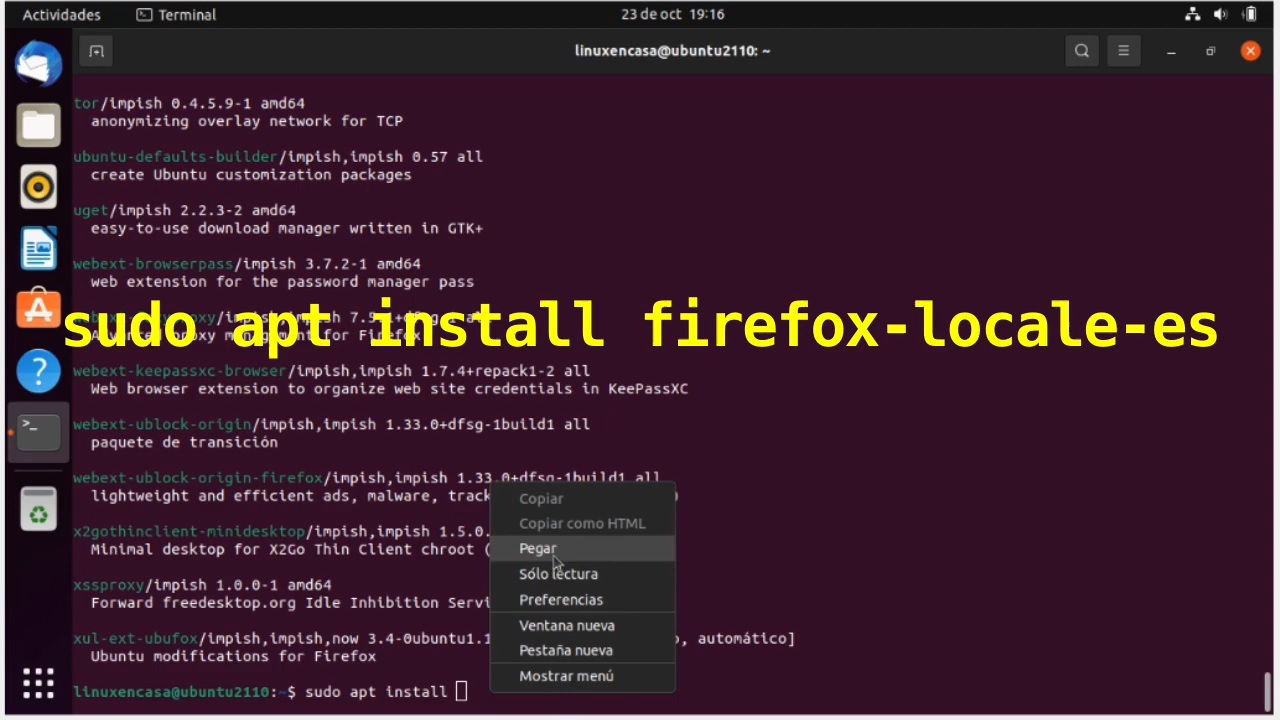 Actividades
Terminal
23 de oct 19:16
linuxencasa@ubuntu2110: ~
tor/impish 0.4.5.9-1 amd64
anonymizing overlay network for TCP
ubuntu-defaults-builder/impish,impish 0.57 all
create Ubuntu customization packages
uget/impish 2.2.3-2 amd64
easy-to-use download manager written in GTK+
webext-browserpass/impish 3.7.2-1 amd64
web extension for the password manager pass
sudo apt install firefox-locale-es
for Firefox
webext-keepassxc-browser/impish,impish 1.7.4+repack1-2 all
Web browser extension to organize web site credentials in KeePassXC
webext-ublock-origin/impish,impish 1.33.0+dfsg-1build1 all
paquete de transición
webext-ublock-origin-firefox/impish,impish 1.33.0+dfsg-1build1 all
lightweight and efficient ads, malware, track
x2gothinclient-minidesktop/impish,impish 1.5.0.
Minimal desktop for X2Go Thin Client chroot (
xssproxy/impish 1.0.0-1 amd64
Forward freedesktop.org Idle Inhibition Servi
xul-ext-ubufox/impish,impish,now 3.4-0ubuntu1.1 , automático]
Ubuntu modifications for Firefox
linuxencasa@ubuntu2110:~$ sudo apt install
Copiar
Copiar como HTML
Pegar
Sólo lectura
Preferencias
Ventana nueva
Pestaña nueva
Mostrar menú